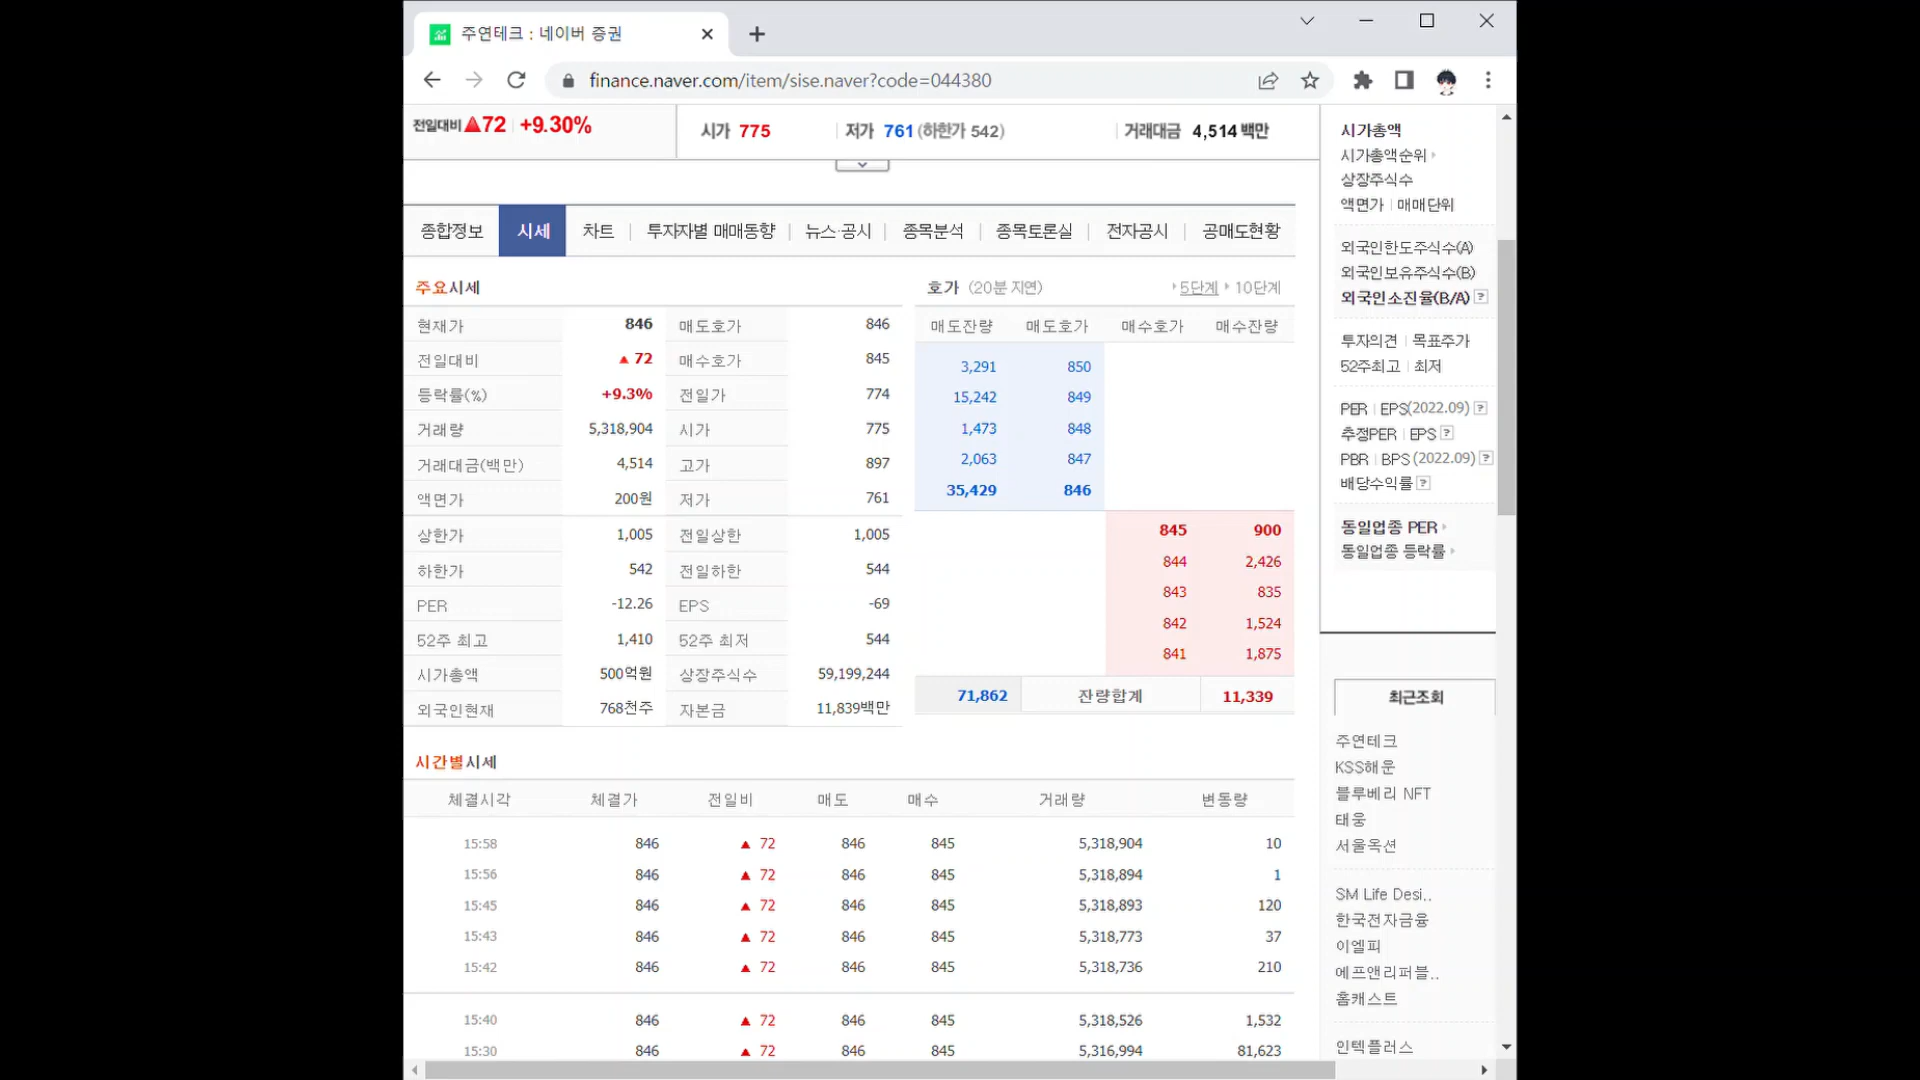 주연테크 : 네이버 증권
finance.naver.com/item/sise.naver?code=044380
전일대비 ▲72 | +9.30%
시가 775 | 저가 761 (하한가 542) | 거래대금 4,514 백만
종합정보 시세 차트 | 투자자별 매매동향 | 뉴스·공시 | 종목분석 | 종목토론실 | 전자공시 | 공매도현황
주요시세
현재가 846 매도호가 846
전일대비 ▲ 72 매수호가 845
등락률(%) +9.3% 전일가 774
거래량 5,318,904 시가 775
거래대금(백만) 4,514 고가 897
액면가 200원 저가 761
상한가 1,005 전일상한 1,005
하한가 542 전일하한 544
PER -12.26 EPS -69
52주 최고 1,410 52주 최저 544
시가총액 500억원 상장주식수 59,199,244
외국인현재 768천주 자본금 11,839백만
호가 (20분 지연) 5단계 10단계
매도잔량 매도호가 매수호가 매수잔량
3,291 850
15,242 849
1,473 848
2,063 847
35,429 846
845 900
844 2,426
843 835
842 1,524
841 1,875
71,862 잔량합계 11,339
시간별시세
체결시각 체결가 전일비 매도 매수 거래량 변동량
15:58 846 ▲ 72 846 845 5,318,904 10
15:56 846 ▲ 72 846 845 5,318,894 1
15:45 846 ▲ 72 846 845 5,318,893 120
15:43 846 ▲ 72 846 845 5,318,773 37
15:42 846 ▲ 72 846 845 5,318,736 210
15:40 846 ▲ 72 846 845 5,318,526 1,532
15:30 846 ▲ 72 846 845 5,316,994 81,623
시가총액
시가총액순위
상장주식수
액면가 | 매매단위
외국인한도주식수(A)
외국인보유주식수(B)
외국인소진율(B/A) ?
투자의견 | 목표주가
52주최고 | 최저
PER | EPS(2022.09) ?
추정PER | EPS ?
PBR | BPS (2022.09) ?
배당수익률 ?
동일업종 PER
동일업종 등락률
최근조회
주연테크
KSS해운
블루베리 NFT
태웅
서울옥션
SM Life Desi..
한국전자금융
이엘피
에프앤리퍼블..
홈캐스트
인텍플러스